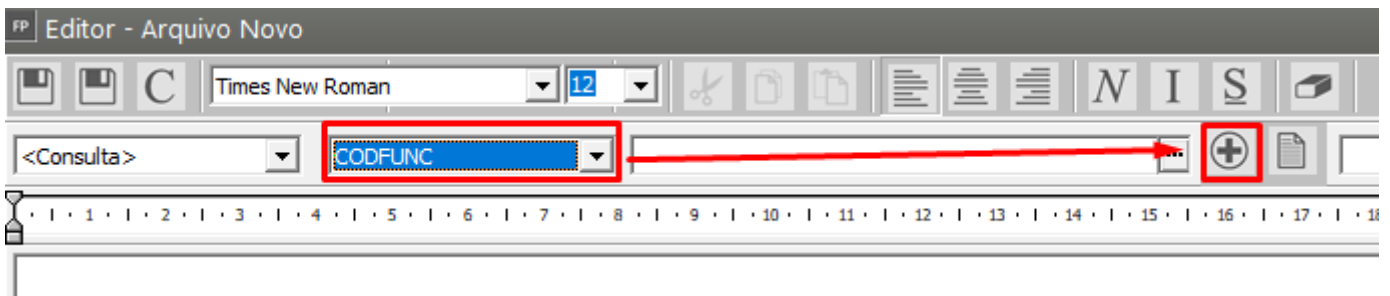 FP Editor - Arquivo Novo
C Times New Roman 12 N I S
<Consulta> CODFUNC ...
1 2 3 4 5 6 7 8 9 10 11 12 13 14 15 16 17 18